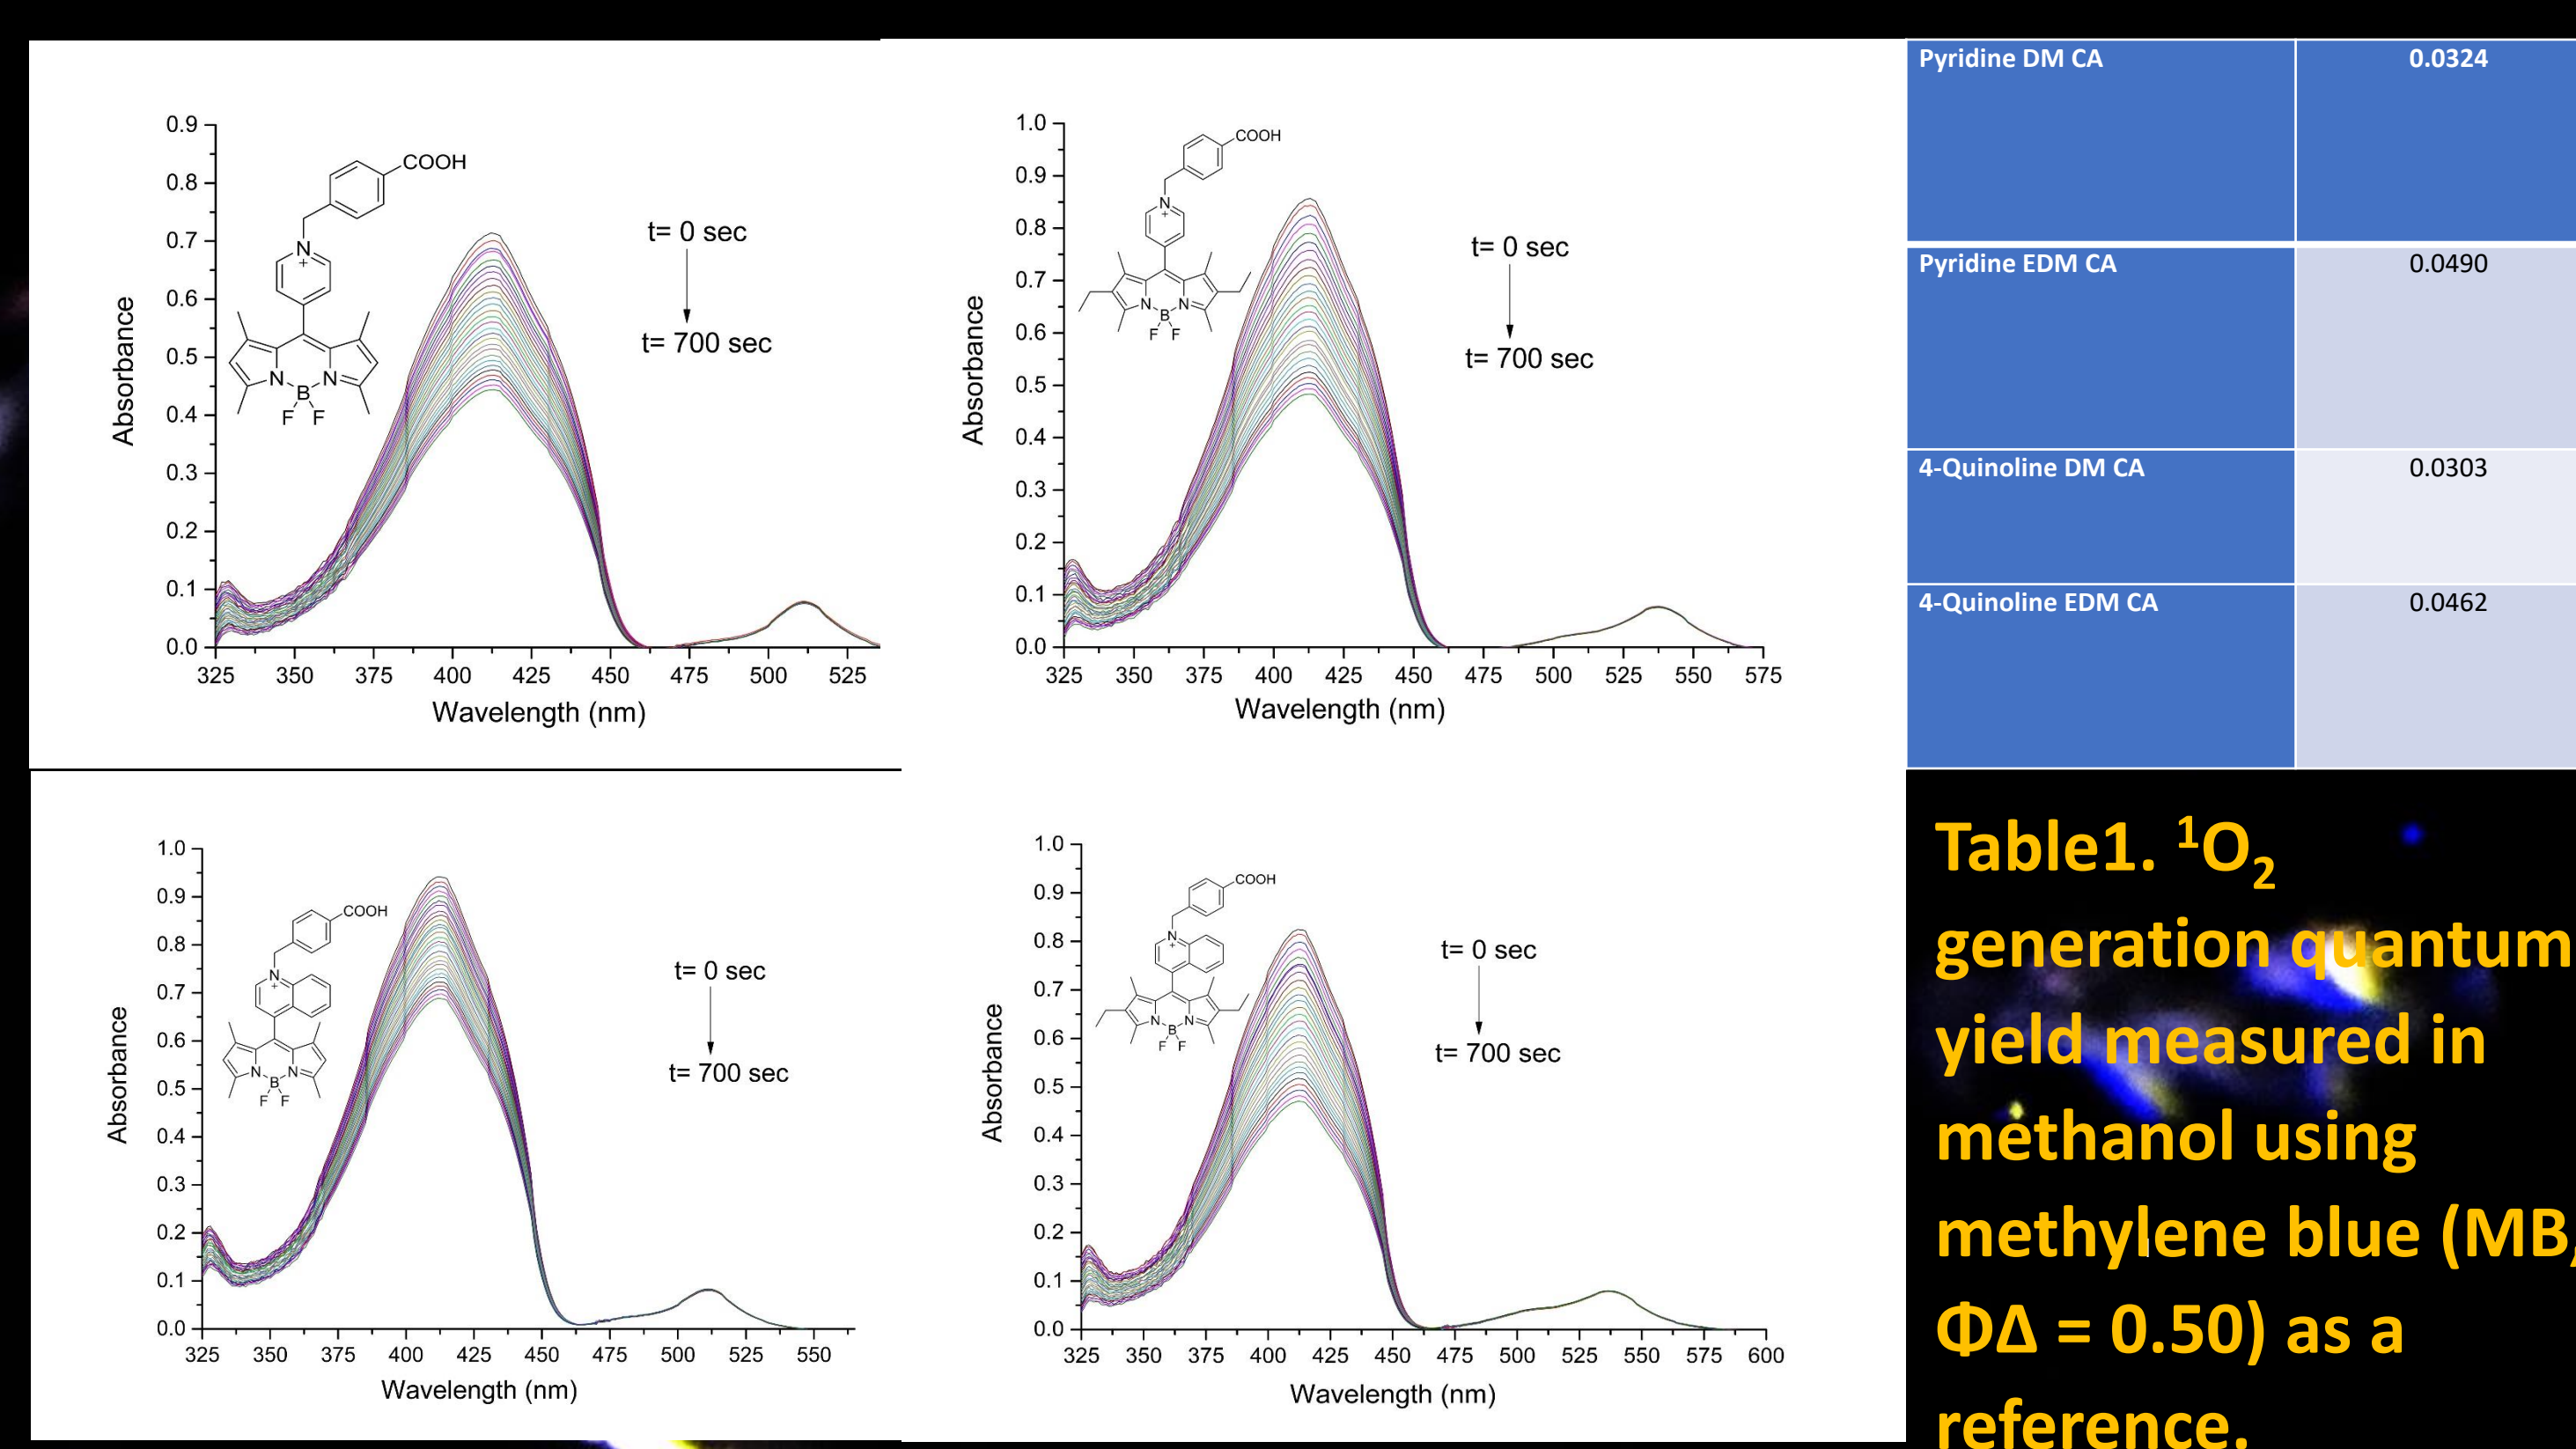 0.9
0.8
0.7
0.6
0.5
0.4
0.3
0.2
0.1
0.0
Absorbance
COOH
N
+
N
B
N
F
F
t= 0 sec
t= 700 sec
325 350 375 400 425 450 475 500 525
Wavelength (nm)
1.0
0.9
0.8
0.7
0.6
0.5
0.4
0.3
0.2
0.1
0.0
Absorbance
COOH
N
+
N
B
N
F
F
t= 0 sec
t= 700 sec
325 350 375 400 425 450 475 500 525 550 575
Wavelength (nm)
Pyridine DM CA 0.0324
Pyridine EDM CA 0.0490
4-Quinoline DM CA 0.0303
4-Quinoline EDM CA 0.0462
1.0
0.9
0.8
0.7
0.6
0.5
0.4
0.3
0.2
0.1
0.0
Absorbance
COOH
N
+
N
B
N
F
F
t= 0 sec
t= 700 sec
325 350 375 400 425 450 475 500 525 550
Wavelength (nm)
1.0
0.9
0.8
0.7
0.6
0.5
0.4
0.3
0.2
0.1
0.0
Absorbance
COOH
N
+
N
B
N
F
F
t= 0 sec
t= 700 sec
325 350 375 400 425 450 475 500 525 550 575 600
Wavelength (nm)
Table1. ¹O₂
generation quantum
yield measured in
methanol using
methylene blue (MB,
ΦΔ = 0.50) as a
reference.